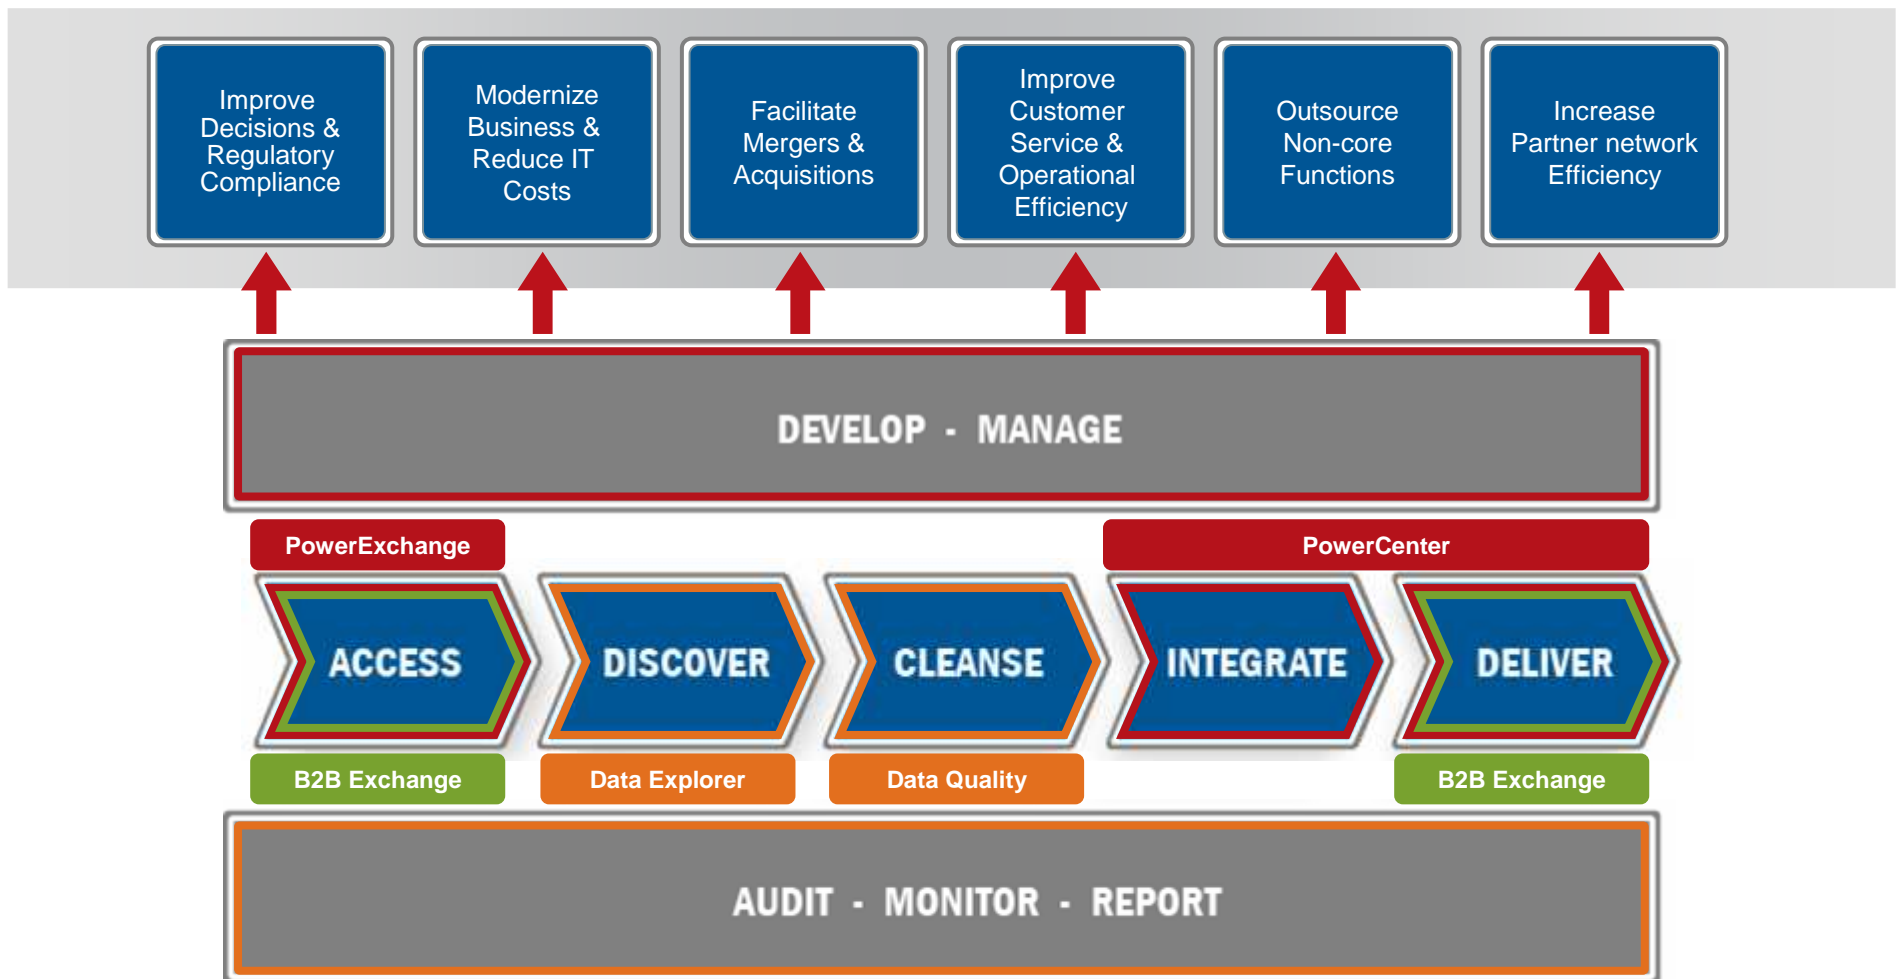 Improve
Decisions &
Regulatory
Compliance
Modernize
Business &
Reduce IT
Costs
Facilitate
Mergers &
Acquisitions
Improve
Customer
Service &
Operational
Efficiency
Outsource
Non-core
Functions
Increase
Partner network
Efficiency
DEVELOP - MANAGE
PowerExchange
PowerCenter
ACCESS
DISCOVER
CLEANSE
INTEGRATE
DELIVER
B2B Exchange
Data Explorer
Data Quality
B2B Exchange
AUDIT - MONITOR - REPORT